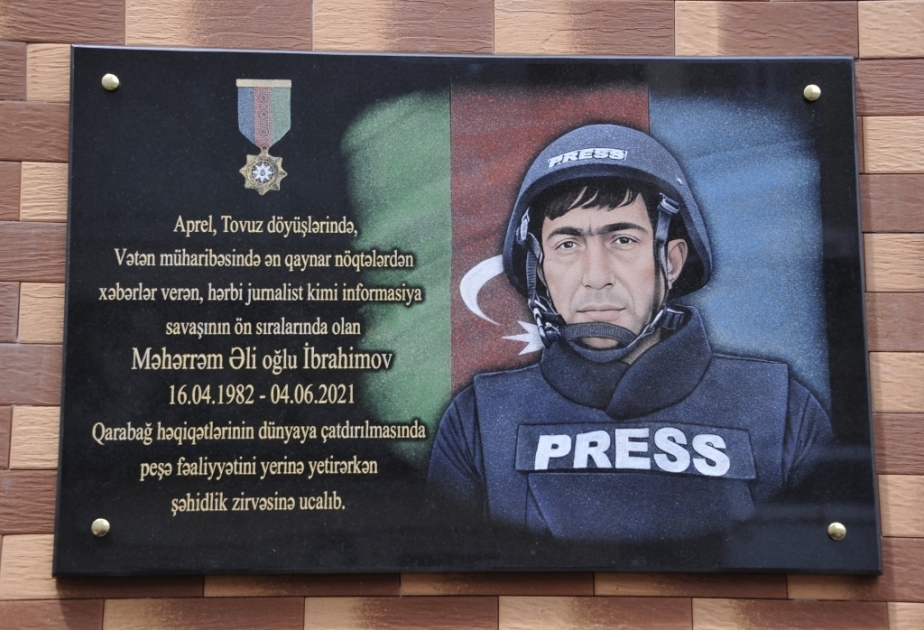 Aprel, Tovuz döyüşlərində,
Vətən müharibəsində ən qaynar nöqtələrdən
xəbərlər verən, hərbi jurnalist kimi informasiya
savaşının ön sıralarında olan
Məhərrəm Əli oğlu İbrahimov
16.04.1982 - 04.06.2021
Qarabağ həqiqətlərinin dünyaya çatdırılmasında
peşə fəaliyyətini yerinə yetirərkən
şəhidlik zirvəsinə ucalıb.
PRESS
PRESS